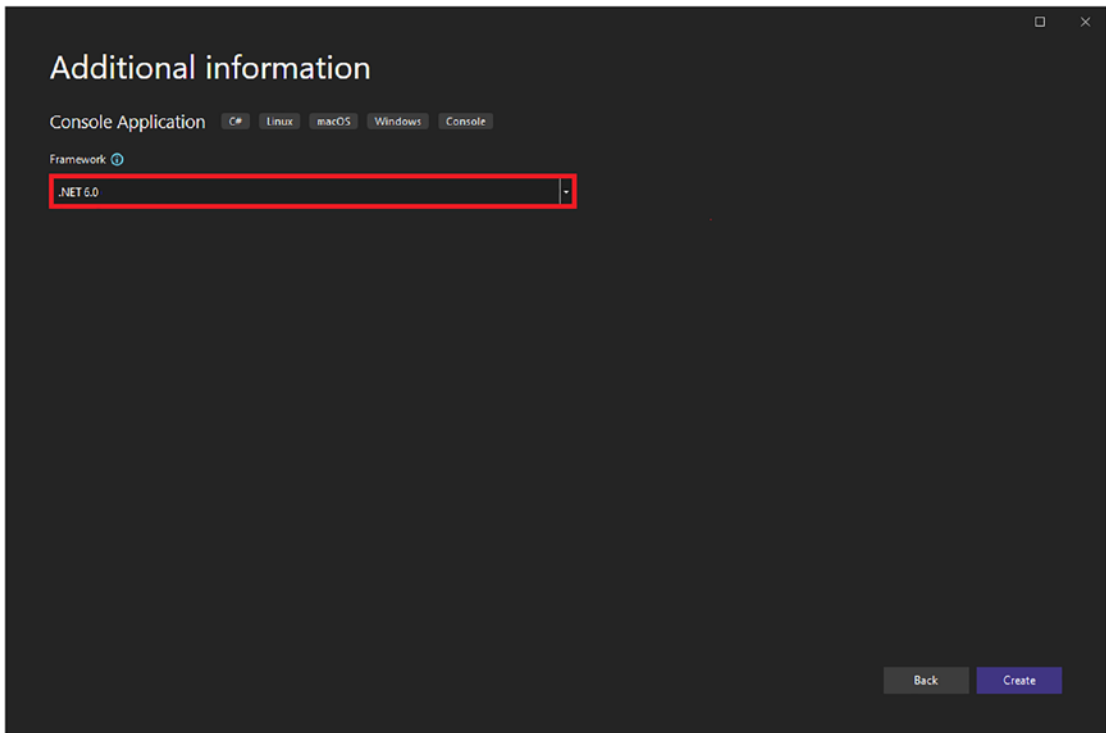 Additional information
Console Application C# Linux macOS Windows Console
Framework
.NET 6.0
Back Create